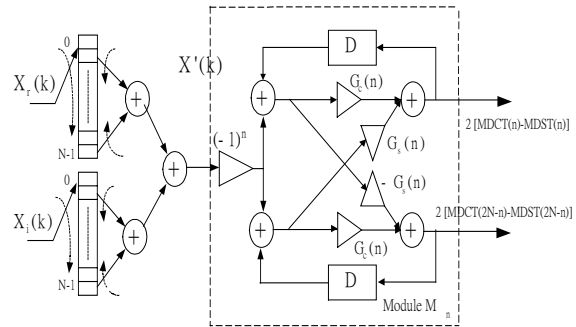 0
X_r(k)
N-1
0
X_i(k)
N-1
+
+
+
X'(k)
(-1)^n
D
+
G_c(n)
+
G_s(n)
2 [MDCT(n)-MDST(n)]
- G_s(n)
+
G_c(n)
+
2 [MDCT(2N-n)-MDST(2N-n)]
D
Module M_n